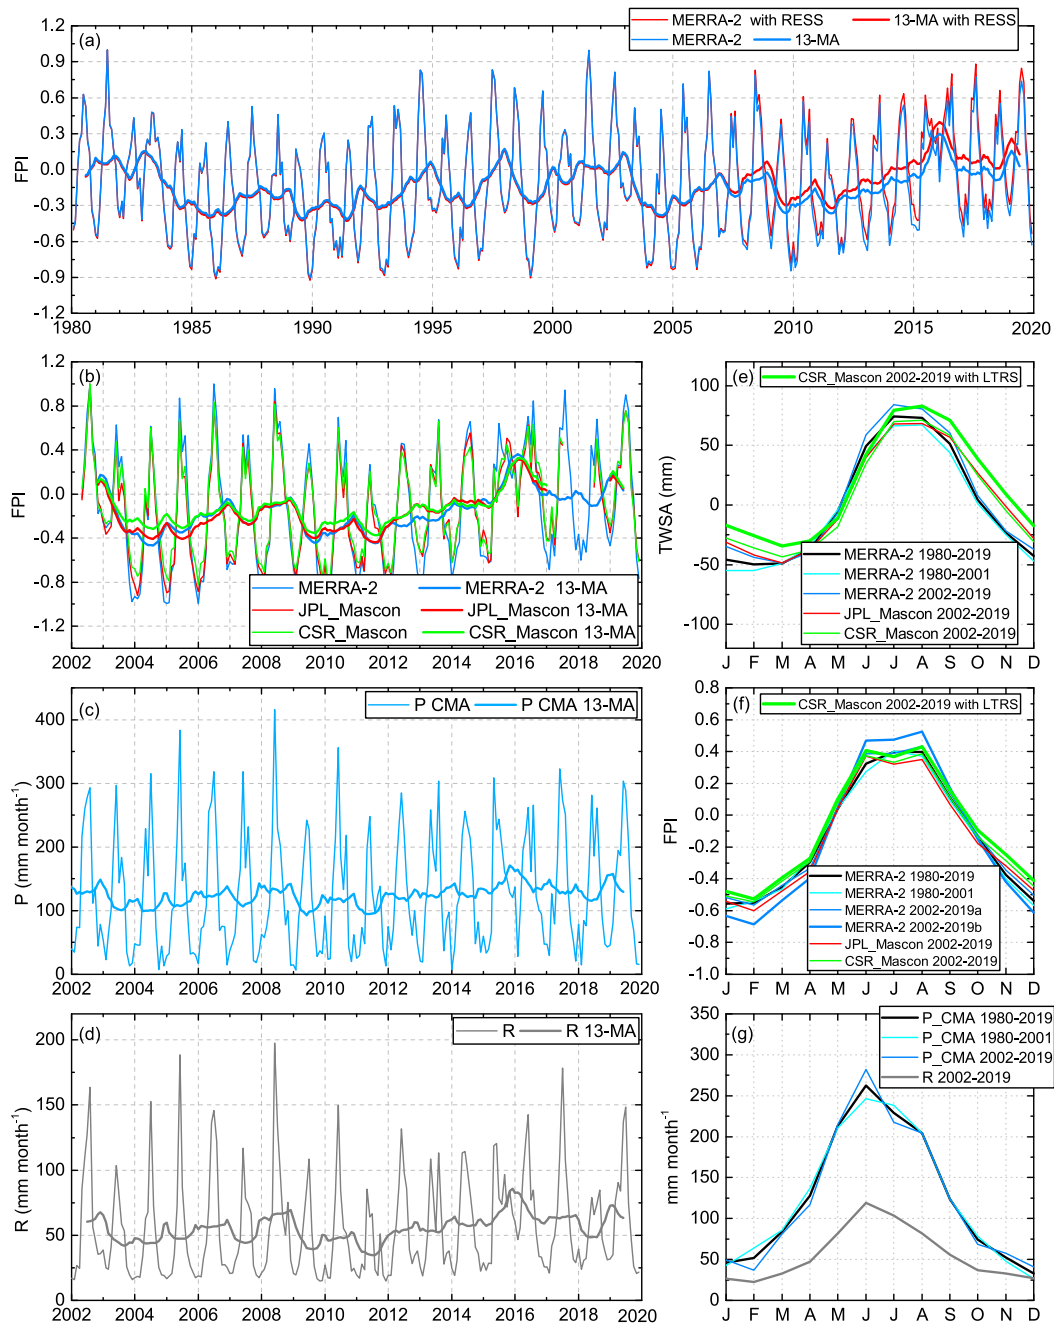 (a)
MERRA-2 with RESS 13-MA with RESS
MERRA-2 13-MA
FPI
1.2
0.9
0.6
0.3
0.0
-0.3
-0.6
-0.9
-1.2
1980 1985 1990 1995 2000 2005 2010 2015 2020
(b)
FPI
1.2
0.8
0.4
0.0
-0.4
-0.8
-1.2
MERRA-2 MERRA-2 13-MA
JPL_Mascon JPL_Mascon 13-MA
CSR_Mascon CSR_Mascon 13-MA
2002 2004 2006 2008 2010 2012 2014 2016 2018 2020
(e)
CSR_Mascon 2002-2019 with LTRS
TWSA (mm)
100
50
0
-50
-100
MERRA-2 1980-2019
MERRA-2 1980-2001
MERRA-2 2002-2019
JPL_Mascon 2002-2019
CSR_Mascon 2002-2019
J F M A M J J A S O N D
(c)
P CMA P CMA 13-MA
P (mm month-1)
400
300
200
100
0
2002 2004 2006 2008 2010 2012 2014 2016 2018 2020
(f)
CSR_Mascon 2002-2019 with LTRS
FPI
0.8
0.6
0.4
0.2
0.0
-0.2
-0.4
-0.6
-0.8
-1.0
MERRA-2 1980-2019
MERRA-2 1980-2001
MERRA-2 2002-2019a
MERRA-2 2002-2019b
JPL_Mascon 2002-2019
CSR_Mascon 2002-2019
J F M A M J J A S O N D
(d)
R R 13-MA
R (mm month-1)
200
150
100
50
0
2002 2004 2006 2008 2010 2012 2014 2016 2018 2020
(g)
P_CMA 1980-2019
P_CMA 1980-2001
P_CMA 2002-2019
R 2002-2019
mm month-1
350
300
250
200
150
100
50
0
J F M A M J J A S O N D